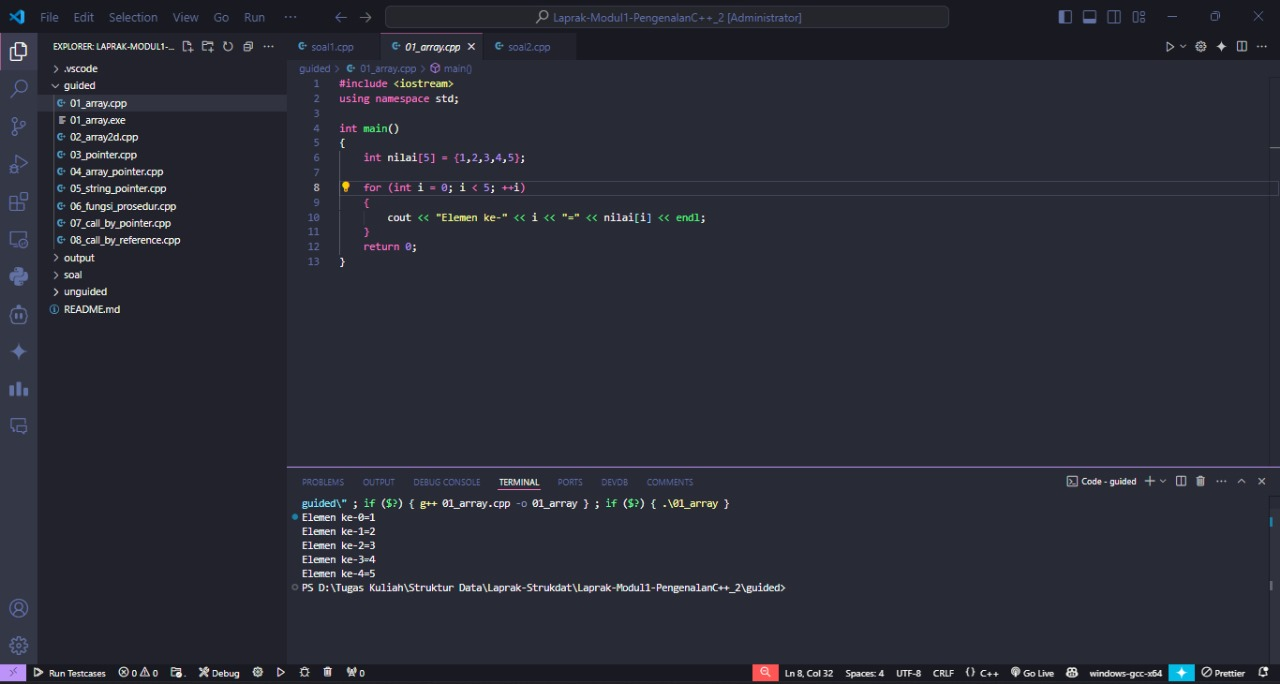 File Edit Selection View Go Run ··· ← → Laprak-Modul1-PengenalanC++_2 [Administrator]
EXPLORER: LAPRAK-MODUL1-...
.vscode
guided
01_array.cpp
01_array.exe
02_array2d.cpp
03_pointer.cpp
04_array_pointer.cpp
05_string_pointer.cpp
06_fungsi_prosedur.cpp
07_call_by_pointer.cpp
08_call_by_reference.cpp
output
soal
unguided
README.md
soal1.cpp 01_array.cpp soal2.cpp
guided > 01_array.cpp > main()
1 #include <iostream>
2 using namespace std;
3
4 int main()
5 {
6 int nilai[5] = {1,2,3,4,5};
7
8 for (int i = 0; i < 5; ++i)
9 {
10 cout << "Elemen ke-" << i << "=" << nilai[i] << endl;
11 }
12 return 0;
13 }
PROBLEMS OUTPUT DEBUG CONSOLE TERMINAL PORTS DEVDB COMMENTS Code - guided
guided\" ; if ($?) { g++ 01_array.cpp -o 01_array } ; if ($?) { .\01_array }
Elemen ke-0=1
Elemen ke-1=2
Elemen ke-2=3
Elemen ke-3=4
Elemen ke-4=5
PS D:\Tugas Kuliah\Struktur Data\Laprak-Strukdat\Laprak-Modul1-PengenalanC++_2\guided>
Run Testcases 0 0 Debug 0 Ln 8, Col 32 Spaces: 4 UTF-8 CRLF {} C++ Go Live windows-gcc-x64 Prettier